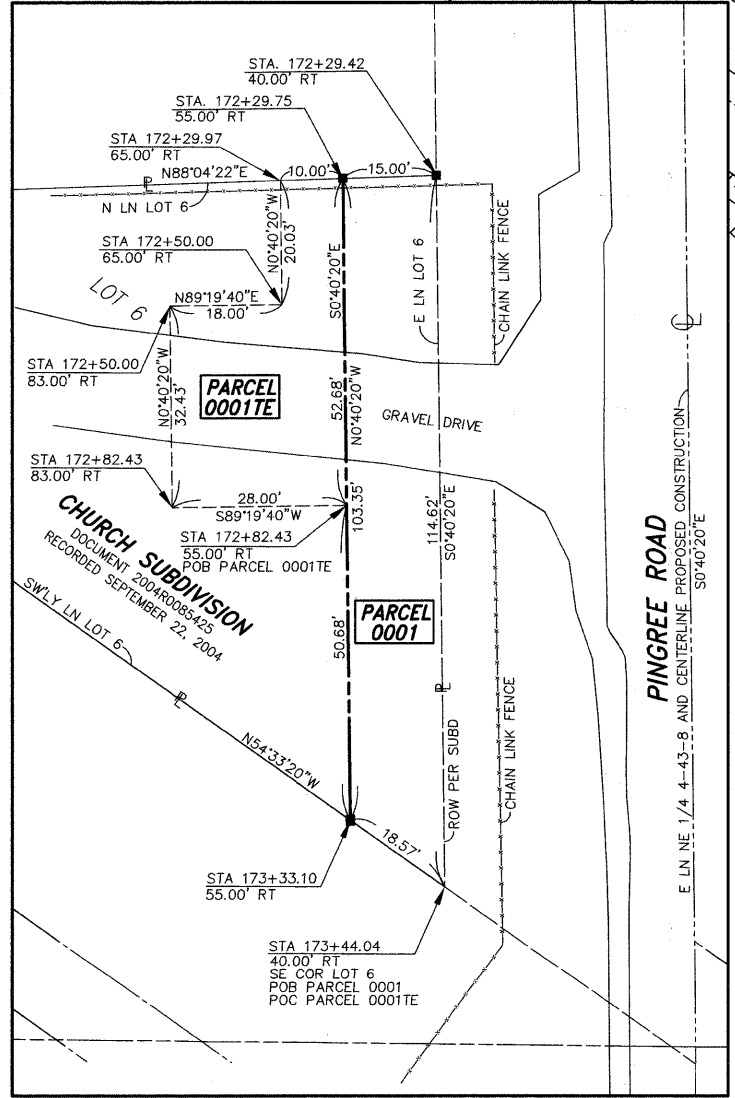 STA. 172+29.42
40.00' RT
STA. 172+29.75
55.00' RT
STA 172+29.97
65.00' RT
N88°04'22"E
10.00'
15.00'
PL
N LN LOT 6
N0°40'20"W
20.03'
STA 172+50.00
65.00' RT
LOT 6
N89°19'40"E
18.00'
S0°40'20"E
E LN LOT 6
CHAIN LINK FENCE
CL
STA 172+50.00
83.00' RT
N0°40'20"W
32.43'
PARCEL
0001TE
52.68'
N0°40'20"W
GRAVEL DRIVE
STA 172+82.43
83.00' RT
28.00'
S89°19'40"W
103.35'
114.62'
S0°40'20"E
STA 172+82.43
55.00' RT
POB PARCEL 0001TE
CHURCH SUBDIVISION
DOCUMENT 2004R0085425
RECORDED SEPTEMBER 22, 2004
SW'LY LN LOT 6
PL
PARCEL
0001
50.68'
PL
PINGREE ROAD
E LN NE 1/4 4-43-8 AND CENTERLINE PROPOSED CONSTRUCTION
S0°40'20"E
N54°33'20"W
ROW PER SUBD
CHAIN LINK FENCE
18.57'
STA 173+33.10
55.00' RT
STA 173+44.04
40.00' RT
SE COR LOT 6
POB PARCEL 0001
POC PARCEL 0001TE